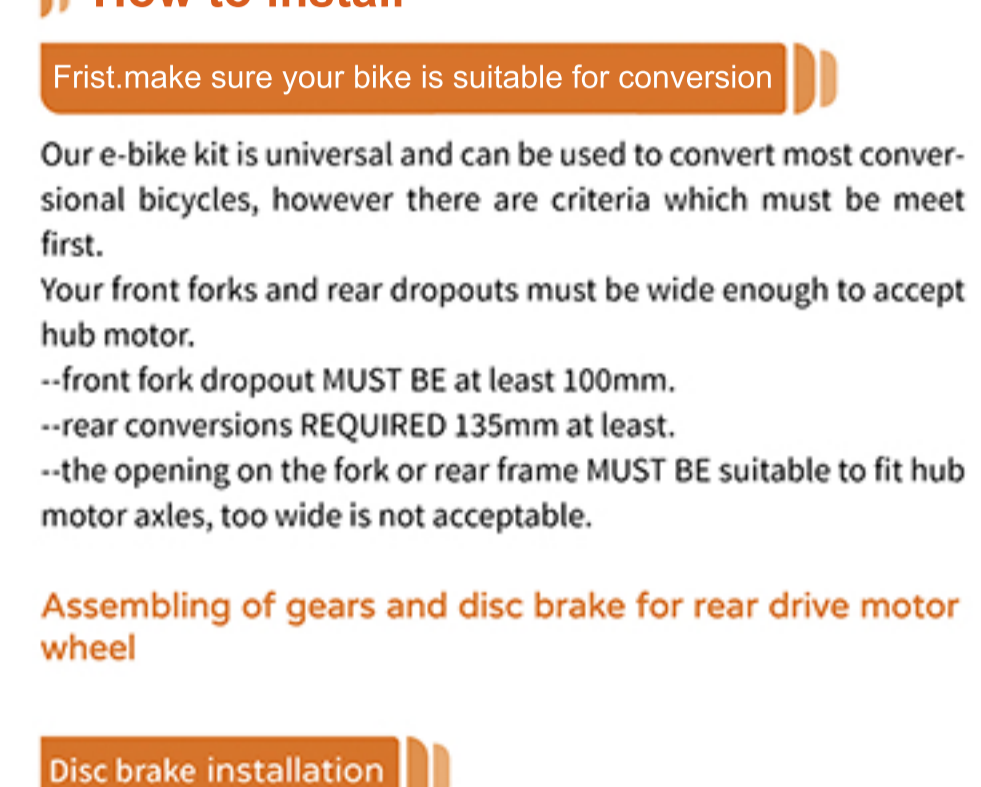 How to install
Frist.make sure your bike is suitable for conversion
Our e-bike kit is universal and can be used to convert most conver-
sional bicycles, however there are criteria which must be meet
first.
Your front forks and rear dropouts must be wide enough to accept
hub motor.
--front fork dropout MUST BE at least 100mm.
--rear conversions REQUIRED 135mm at least.
--the opening on the fork or rear frame MUST BE suitable to fit hub
motor axles, too wide is not acceptable.
Assembling of gears and disc brake for rear drive motor
wheel
Disc brake installation